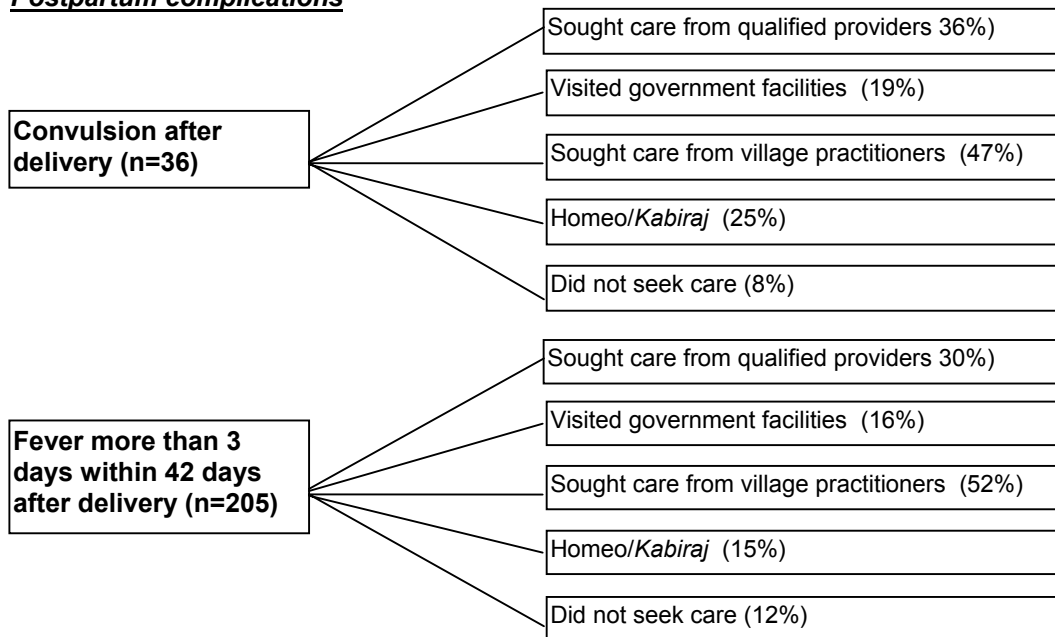 Postpartum complications
Sought care from qualified providers 36%)
Visited government facilities (19%)
Convulsion after
delivery (n=36)
Sought care from village practitioners (47%)
Homeo/Kabiraj (25%)
Did not seek care (8%)
Sought care from qualified providers 30%)
Visited government facilities (16%)
Fever more than 3
days within 42 days
after delivery (n=205)
Sought care from village practitioners (52%)
Homeo/Kabiraj (15%)
Did not seek care (12%)